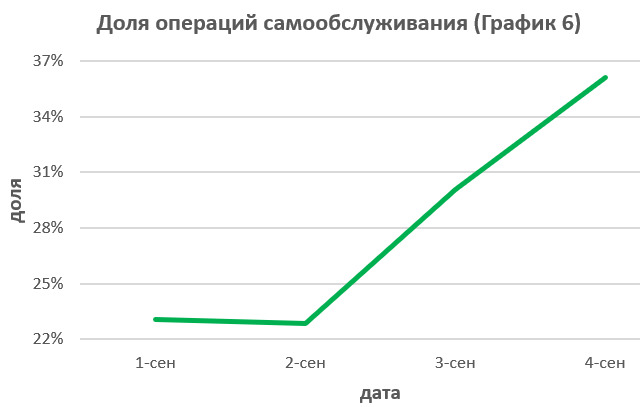 Доля операций самообслуживания (График 6)
37%
34%
31%
28%
25%
22%
доля
1-сен 2-сен 3-сен 4-сен
дата